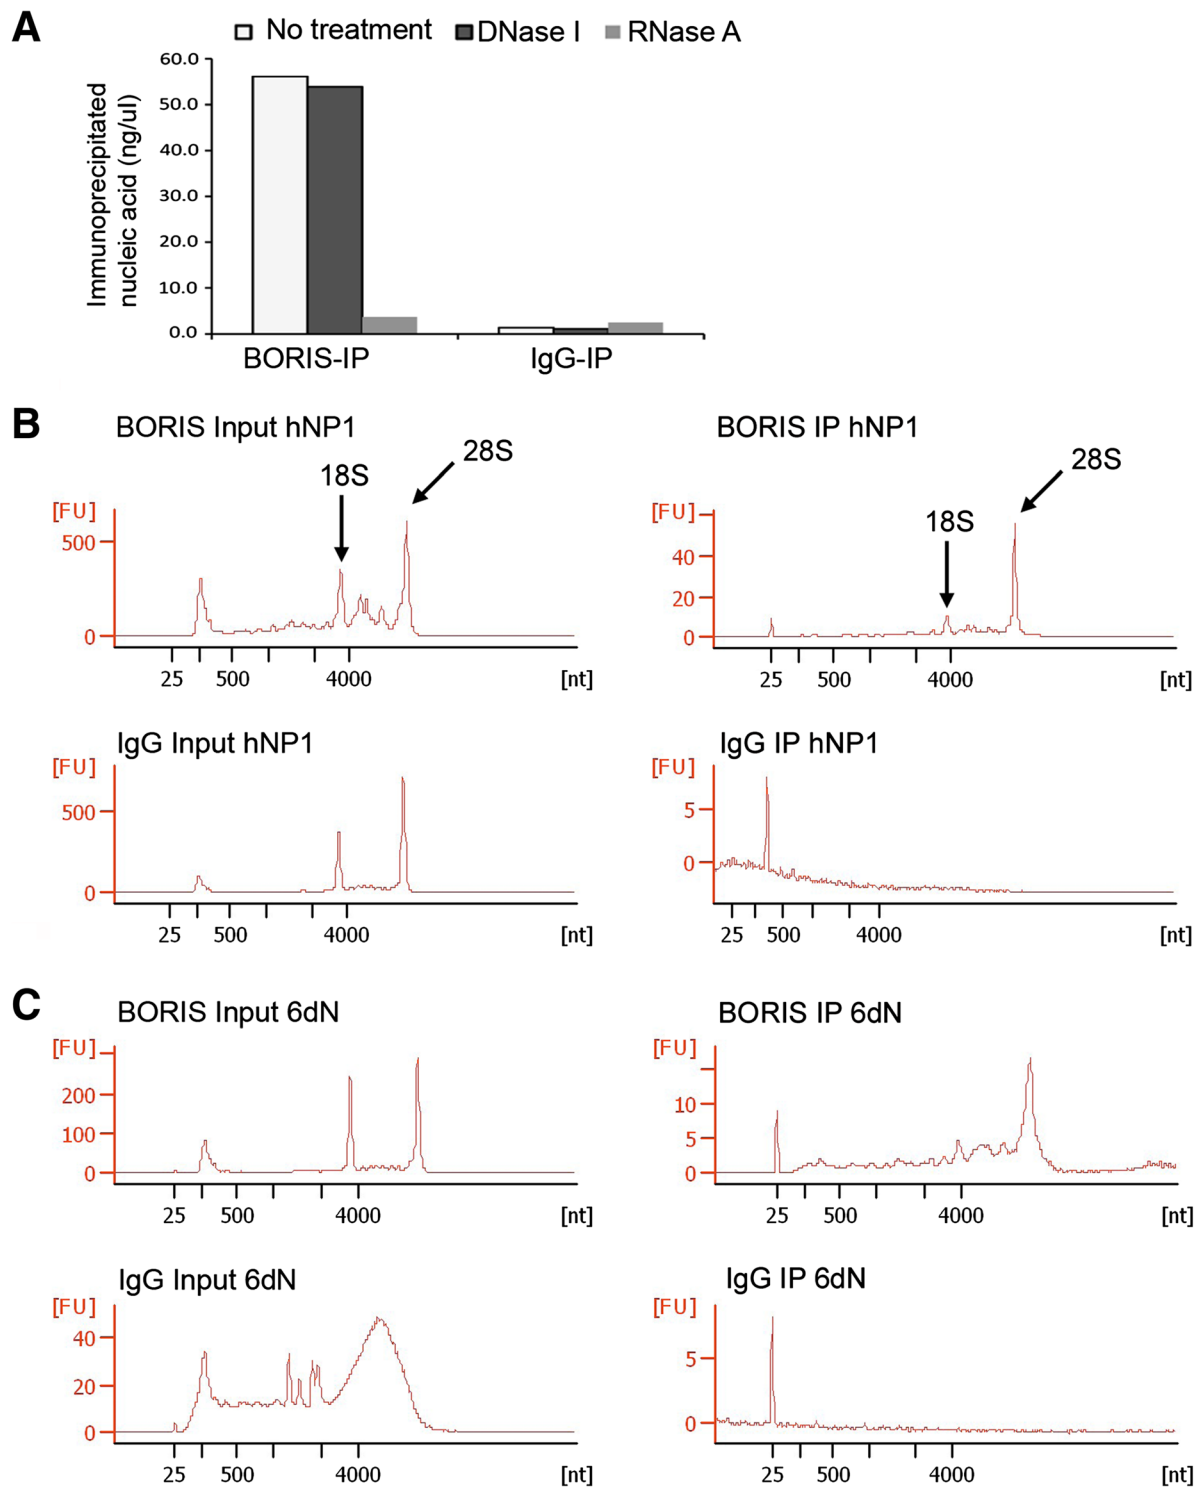 A
No treatment DNase I RNase A
Immunoprecipitated
nucleic acid (ng/ul)
60.0
50.0
40.0
30.0
20.0
10.0
0.0
BORIS-IP IgG-IP
B
BORIS Input hNP1
18S
28S
[FU]
500
0
25 500 4000 [nt]
BORIS IP hNP1
18S
28S
[FU]
40
20
0
25 500 4000 [nt]
IgG Input hNP1
[FU]
500
0
25 500 4000 [nt]
IgG IP hNP1
[FU]
5
0
25 500 4000 [nt]
C
BORIS Input 6dN
[FU]
200
100
0
25 500 4000 [nt]
BORIS IP 6dN
[FU]
10
5
0
25 500 4000 [nt]
IgG Input 6dN
[FU]
40
20
0
25 500 4000 [nt]
IgG IP 6dN
[FU]
5
0
25 500 4000 [nt]